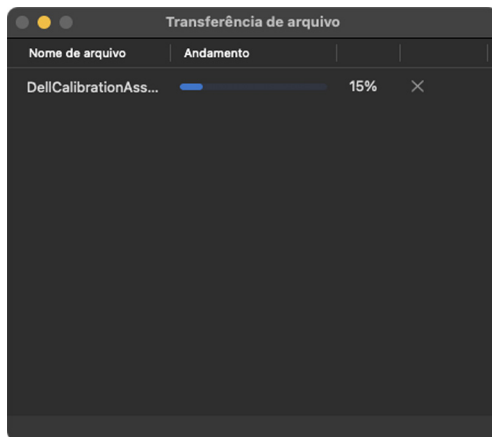 Transferência de arquivo
Nome de arquivo Andamento
DellCalibrationAss... 15%